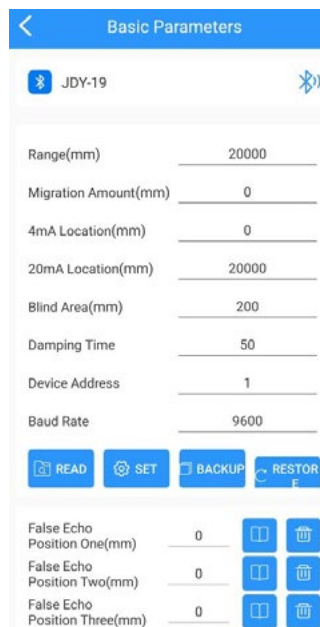 Basic Parameters
JDY-19
Range(mm) 20000
Migration Amount(mm) 0
4mA Location(mm) 0
20mA Location(mm) 20000
Blind Area(mm) 200
Damping Time 50
Device Address 1
Baud Rate 9600
READ SET BACKUP RESTOR
E
False Echo
Position One(mm) 0
False Echo
Position Two(mm) 0
False Echo
Position Three(mm) 0